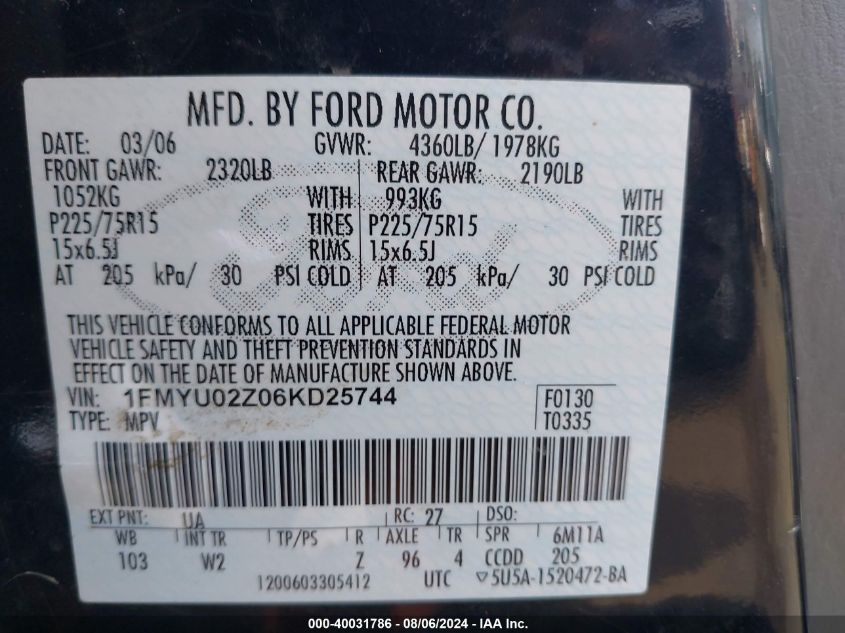 MFD. BY FORD MOTOR CO.
DATE: 03/06 GVWR: 4360LB/ 1978KG
FRONT GAWR: 2320LB REAR GAWR: 2190LB
1052KG WITH 993KG WITH
P225/75R15 TIRES P225/75R15 TIRES
15x6.5J RIMS 15x6.5J RIMS
AT 205 kPa/ 30 PSI COLD AT 205 kPa/ 30 PSI COLD
THIS VEHICLE CONFORMS TO ALL APPLICABLE FEDERAL MOTOR
VEHICLE SAFETY AND THEFT PREVENTION STANDARDS IN
EFFECT ON THE DATE OF MANUFACTURE SHOWN ABOVE.
VIN: 1FMYU02Z06KD25744 F0130
TYPE: MPV T0335
EXT PNT: UA RC: 27 DSO:
WB INT TR TP/PS R AXLE TR SPR 6M11A
103 W2 Z 96 4 CCDD 205
1200603305412 UTC ▽5U5A-1520472-BA
000-40031786 - 08/06/2024 - IAA Inc.